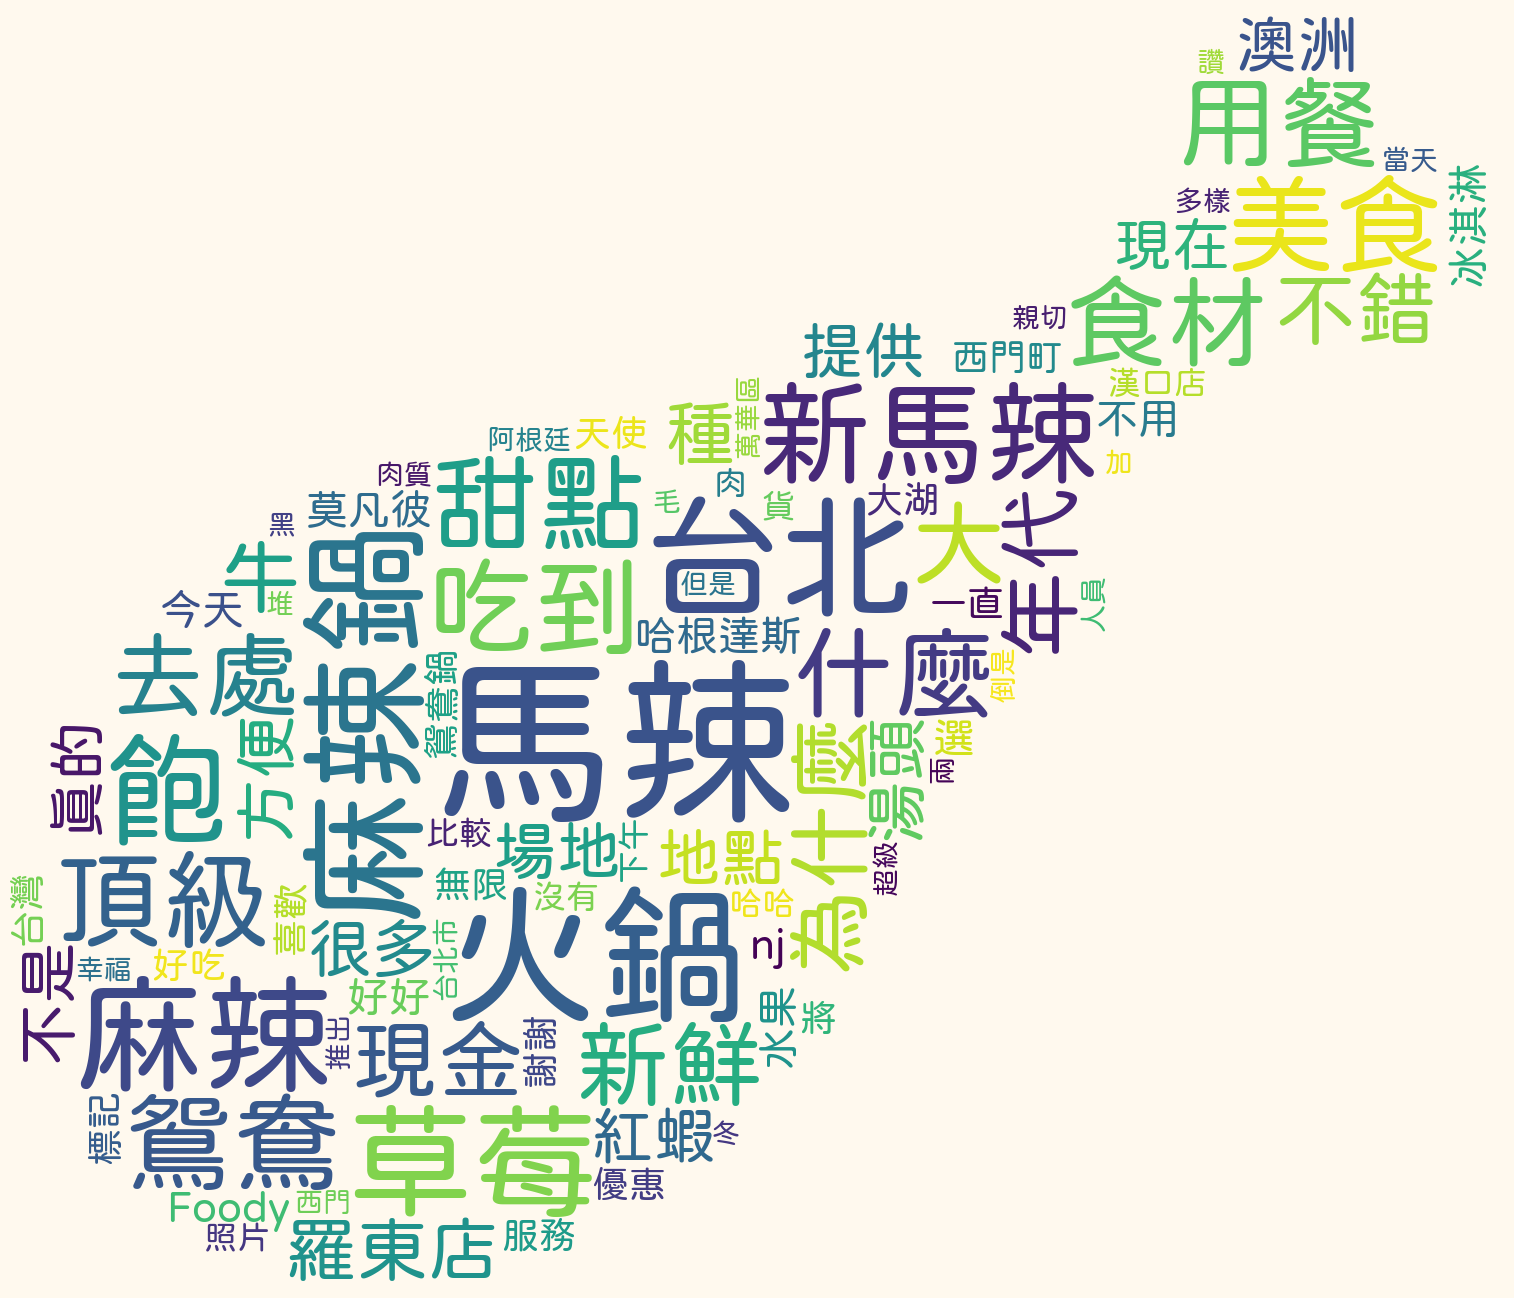 澳洲
讚
用餐
當天
冰淇淋
多樣
美食
現在
食材
不錯
親切
提供
西門町
漢口店
新馬辣
不用
種
萬華區
天使
阿根廷
加
肉質
甜點
肉
大湖
年代
莫凡彼
毛
貨
台北
大
黑
牛
麻辣鍋
吃到
但是
人員
今天
堆
一直
哈根達斯
什麼
去處
鴛鴦鍋
馬辣
倒是
真的
飽
方便
為什麼
湯頭
選
兩
比較
場地
下午
地點
超級
頂級
無限
沒有
哈哈
台灣
喜歡
很多
台北市
火鍋
nj.
不是
幸福
好吃
好好
水果
將
麻辣
推出
現金
謝謝
新鮮
標記
鴛鴦
草莓
紅蝦
冬
優惠
Foody
西門
照片
羅東店
服務